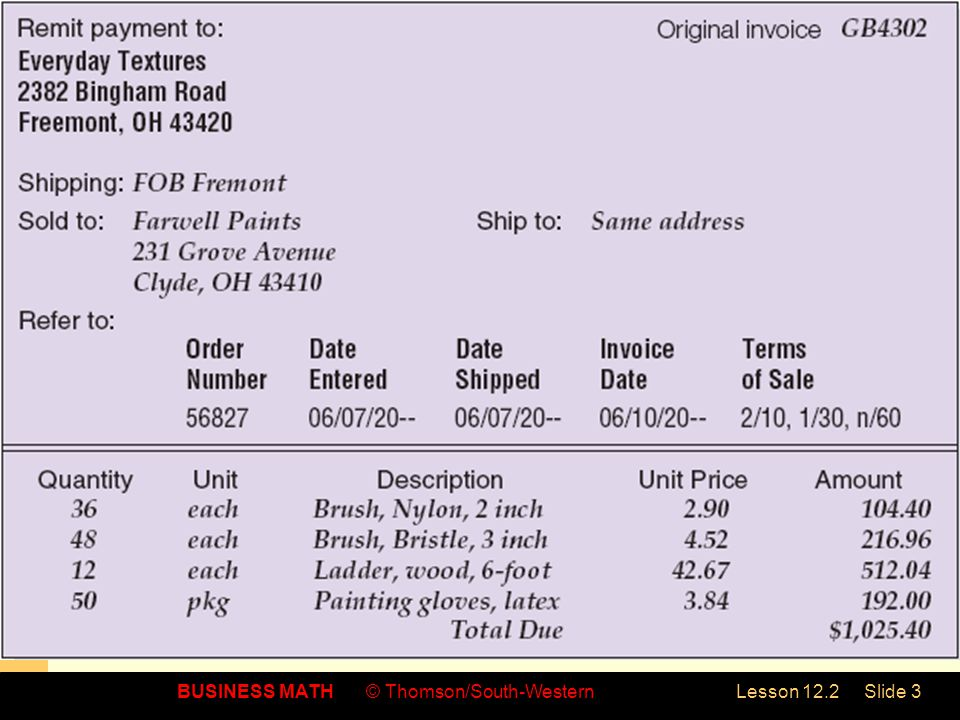 Remit payment to: Original invoice GB4302
Everyday Textures
2382 Bingham Road
Freemont, OH 43420
Shipping: FOB Fremont
Sold to: Farwell Paints Ship to: Same address
231 Grove Avenue
Clyde, OH 43410
Refer to:
Order Date Date Invoice Terms
Number Entered Shipped Date of Sale
56827 06/07/20-- 06/07/20-- 06/10/20-- 2/10, 1/30, n/60
Quantity Unit Description Unit Price Amount
36 each Brush, Nylon, 2 inch 2.90 104.40
48 each Brush, Bristle, 3 inch 4.52 216.96
12 each Ladder, wood, 6-foot 42.67 512.04
50 pkg Painting gloves, latex 3.84 192.00
Total Due $1,025.40
BUSINESS MATH © Thomson/South-Western Lesson 12.2 Slide 3